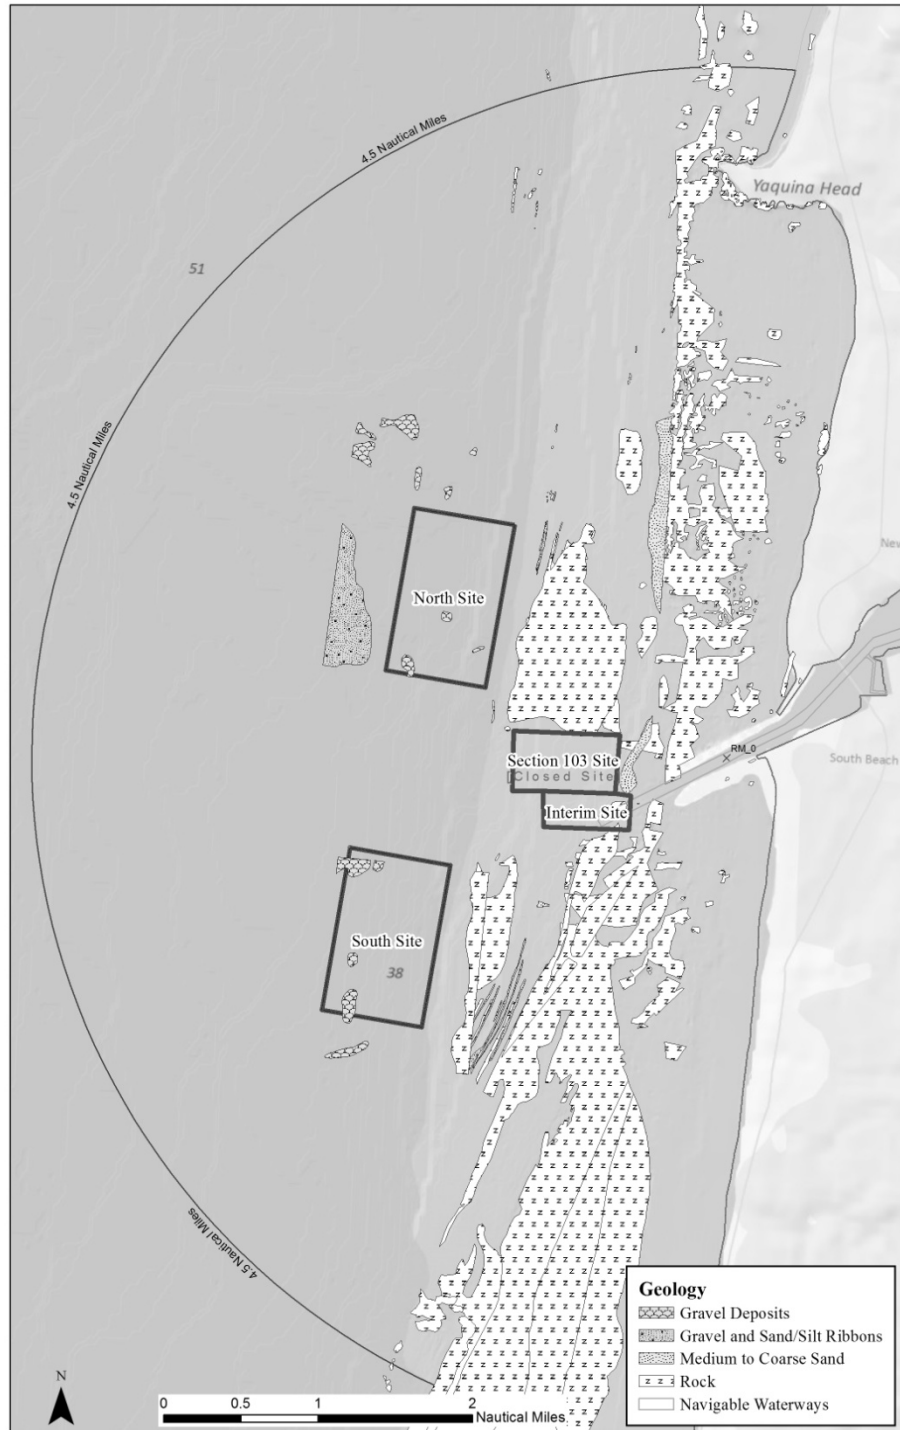 4.5 Nautical Miles
Yaquina Head
51
4.5 Nautical Miles
North Site
New
RM_0
Section 103 Site
South Beach
[Closed Site
Interim Site
South Site
38
4.5 Nautical Miles
Geology
Gravel Deposits
Gravel and Sand/Silt Ribbons
Medium to Coarse Sand
Rock
Navigable Waterways
N
0 0.5 1 2
Nautical Miles